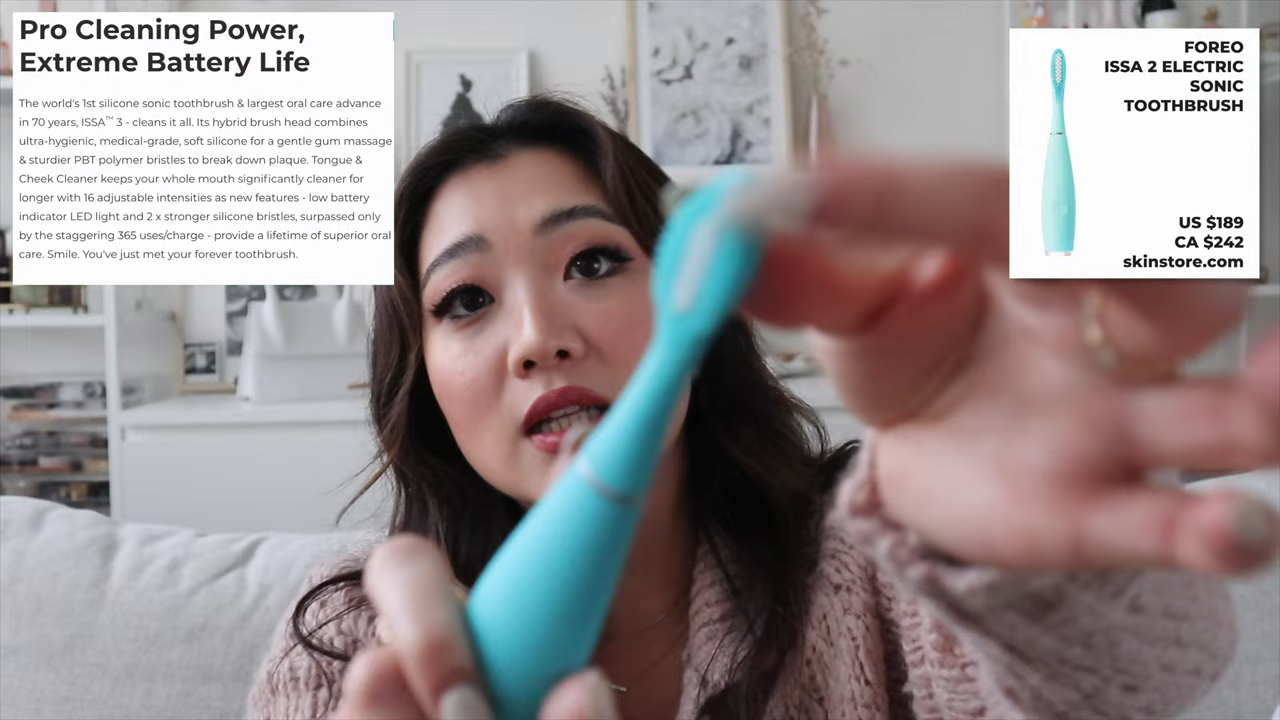 Pro Cleaning Power,
Extreme Battery Life
The world's 1st silicone sonic toothbrush & largest oral care advance
in 70 years, ISSA™ 3 - cleans it all. Its hybrid brush head combines
ultra-hygienic, medical-grade, soft silicone for a gentle gum massage
& sturdier PBT polymer bristles to break down plaque. Tongue &
Cheek Cleaner keeps your whole mouth significantly cleaner for
longer with 16 adjustable intensities as new features - low battery
indicator LED light and 2 x stronger silicone bristles, surpassed only
by the staggering 365 uses/charge - provide a lifetime of superior oral
care. Smile. You've just met your forever toothbrush.
FOREO
ISSA 2 ELECTRIC
SONIC
TOOTHBRUSH
US $189
CA $242
skinstore.com